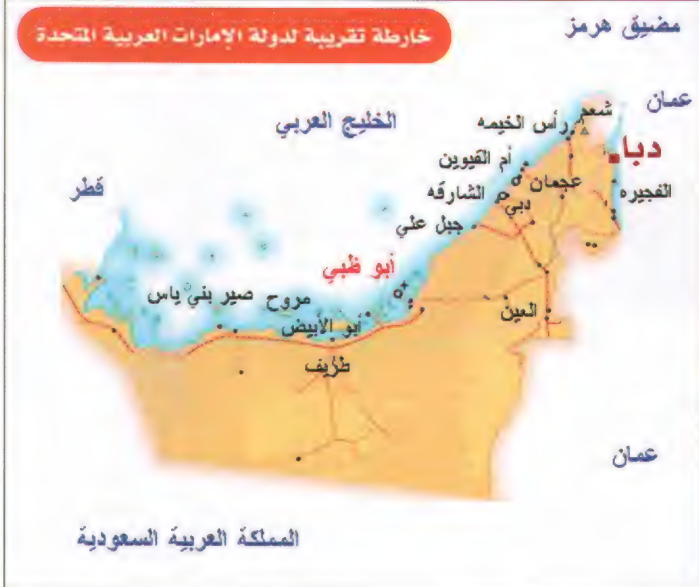 خارطة تقريبة لدولة الإمارات العربية المتحدة
مضيق هرمز
عمان
شعم
رأس الخيمه
الخليج العربي
دبا
أم القيوين
عجمان
الفجيره
قطر
الشارقه
دبي
جبل علي
أبو ظبي
مروح
صير بني ياس
العين
أبو الأبيض
طريف
عمان
المملكة العربية السعودية